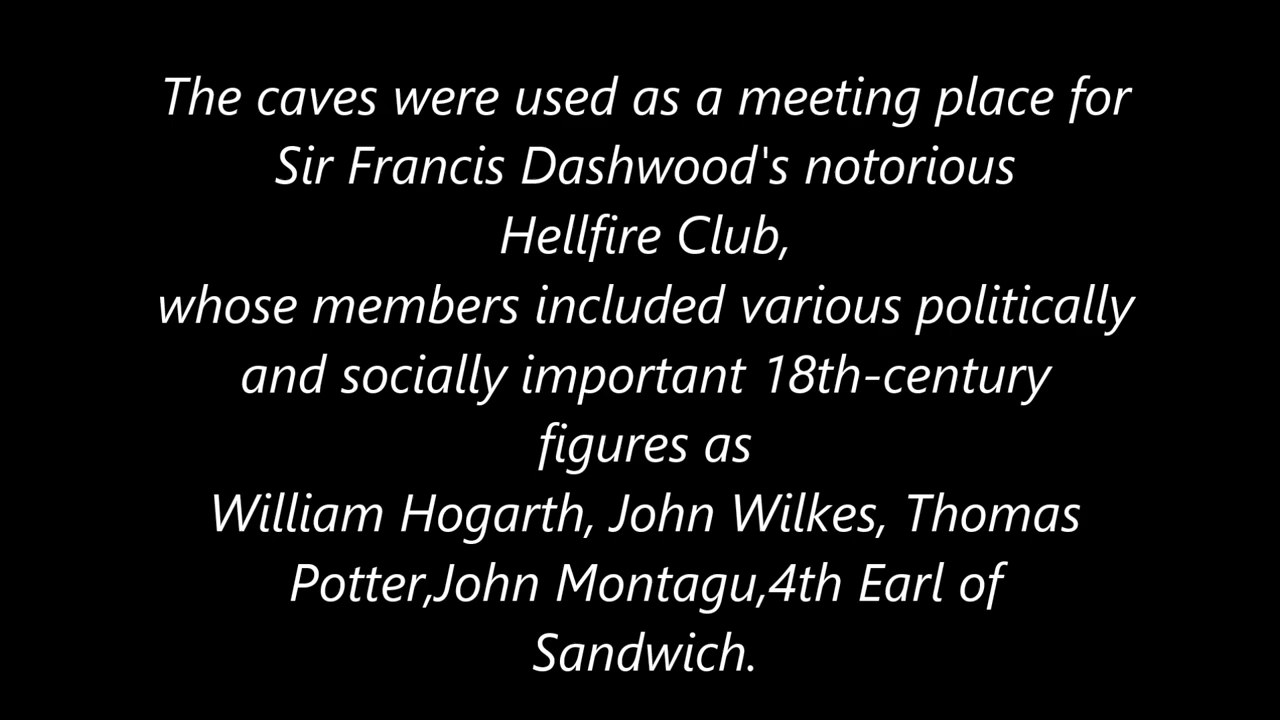 The caves were used as a meeting place for
Sir Francis Dashwood's notorious
Hellfire Club,
whose members included various politically
and socially important 18th-century
figures as
William Hogarth, John Wilkes, Thomas
Potter,John Montagu,4th Earl of
Sandwich.